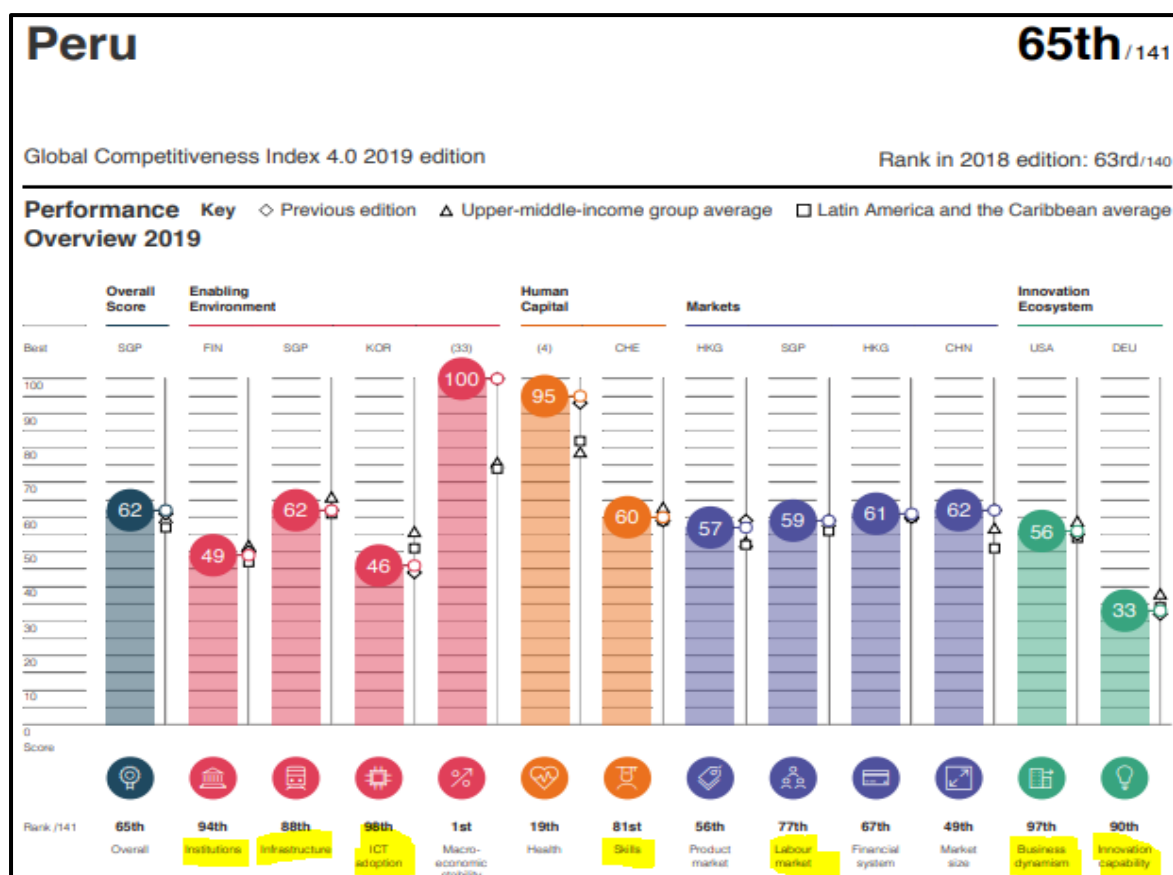 Peru 65th/141
Global Competitiveness Index 4.0 2019 edition Rank in 2018 edition: 63rd/140
Performance Key ◇ Previous edition △ Upper-middle-income group average □ Latin America and the Caribbean average
Overview 2019
Overall Enabling Human Innovation
Score Environment Capital Markets Ecosystem
Best SGP FIN SGP KOR (33) (4) CHE HKG SGP HKG CHN USA DEU
100
90
80
70
60
50
40
30
20
10
0
Score
62 49 62 46 100 95 60 57 59 61 62 56 33
Rank /141 65th 94th 88th 98th 1st 19th 81st 56th 77th 67th 49th 97th 90th
Overall Institutions Infrastructure ICT Macro- Health Skills Product Labour Financial Market Business Innovation
adoption economic market market system size dynamism capability
stability